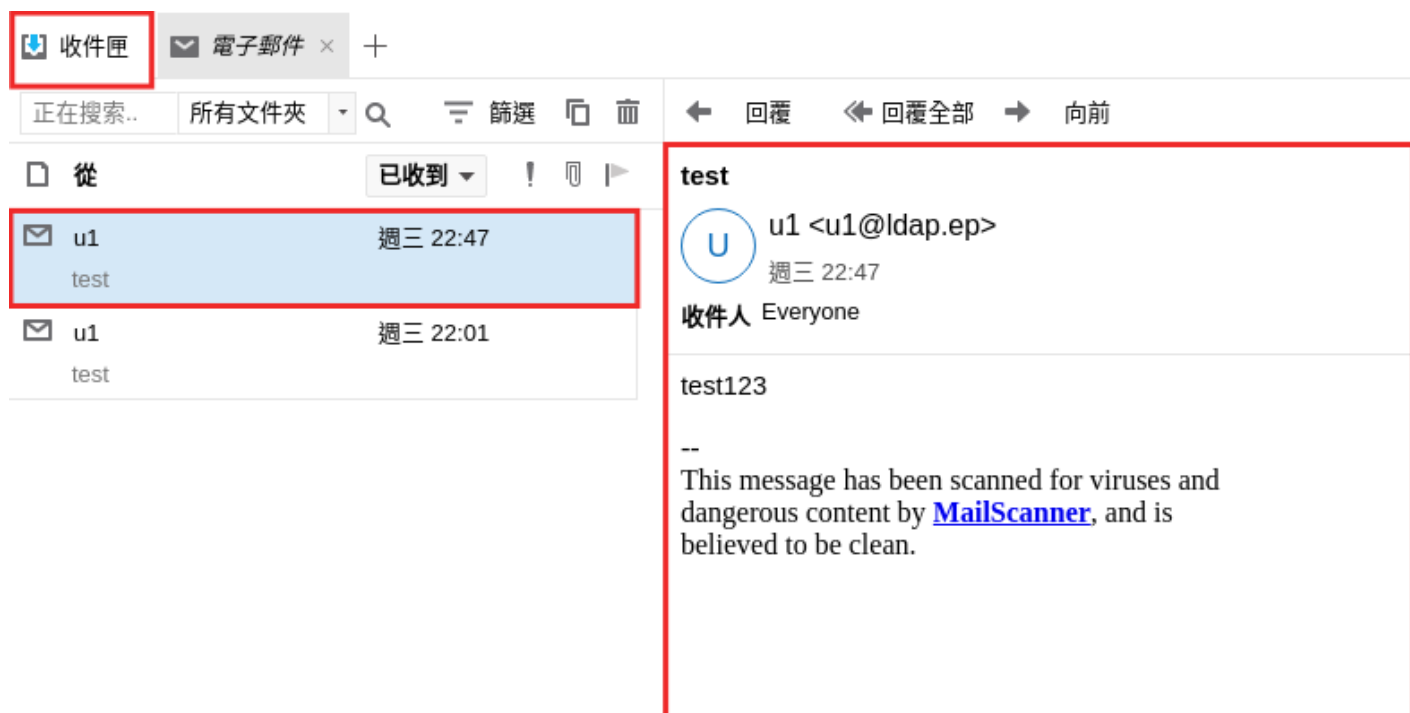 收件匣 電子郵件
正在搜索.. 所有文件夾 篩選 回覆 回覆全部 向前
從 已收到
u1 週三 22:47
test
u1 週三 22:01
test
test
U
u1 <u1@ldap.ep>
週三 22:47
收件人 Everyone
test123
--
This message has been scanned for viruses and
dangerous content by MailScanner, and is
believed to be clean.